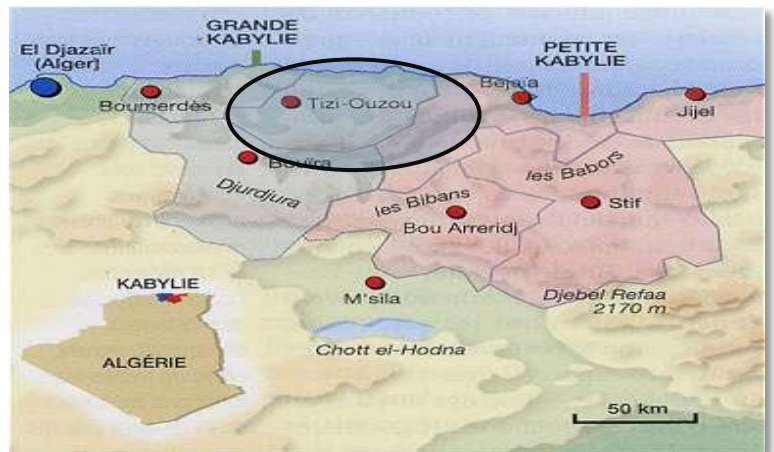 GRANDE
KABYLIE
El Djazaïr
(Alger)
PETITE
KABYLIE
Boumerdès
Tizi-Ouzou
Bejaïa
Jijel
Bouïra
Djurdjura
les Babors
les Bibans
Stif
Bou Arreridj
KABYLIE
M'sila
Djebel Refaa
2170 m
ALGÉRIE
Chott el-Hodna
50 km